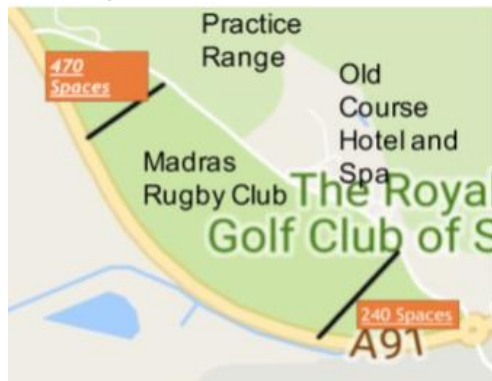 Practice
Range
470
Spaces
Old
Course
Hotel and
Spa
Madras
Rugby Club
The Royal
Golf Club of S
240 Spaces
A91